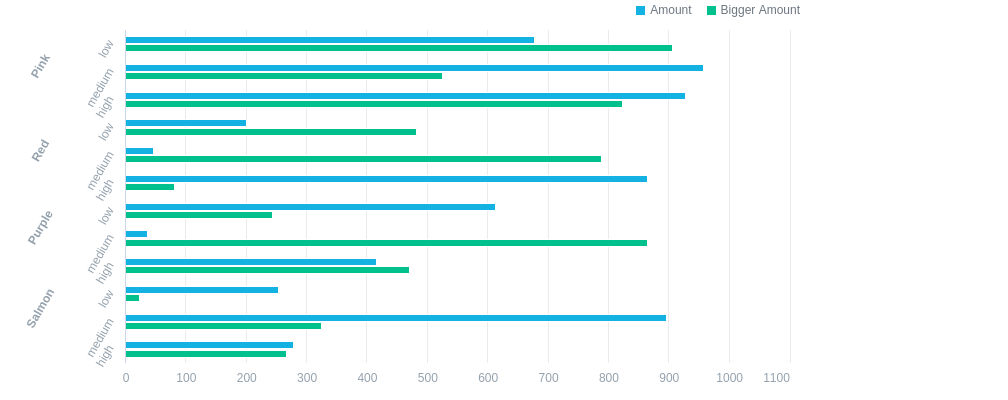 Amount Bigger Amount
Pink
low
medium
high
Red
low
medium
high
Purple
low
medium
high
Salmon
low
medium
high
0 100 200 300 400 500 600 700 800 900 1000 1100